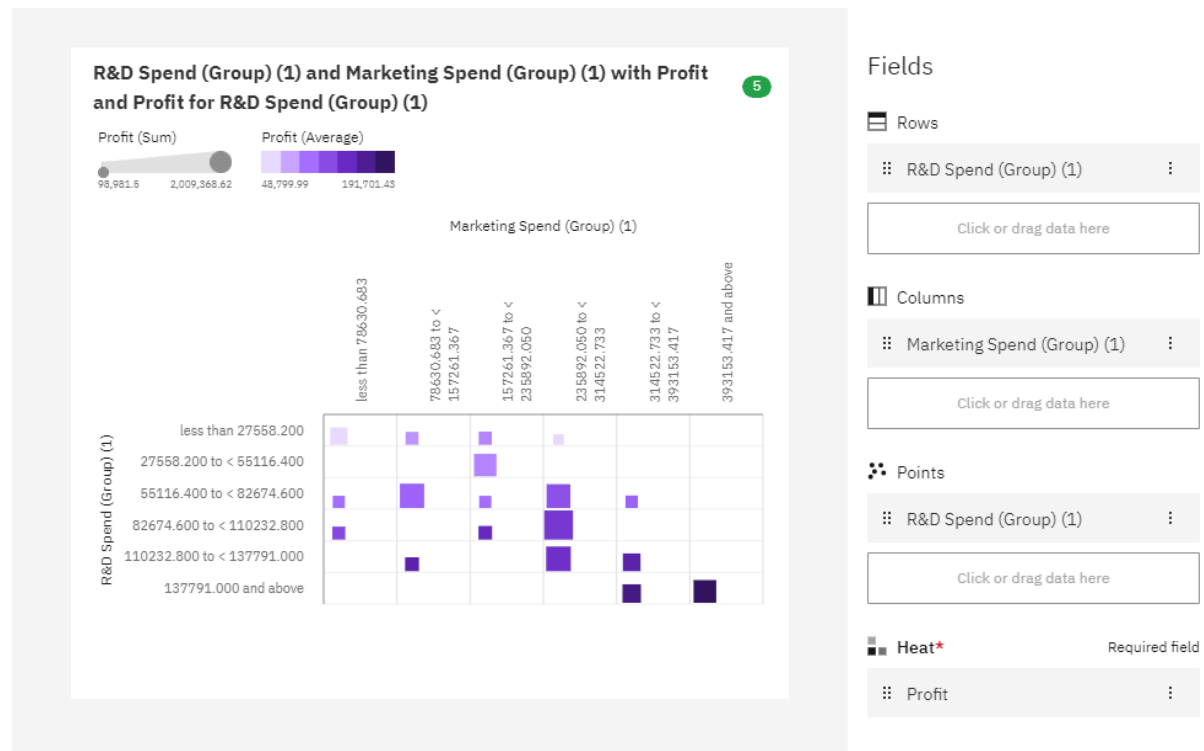 R&D Spend (Group) (1) and Marketing Spend (Group) (1) with Profit
and Profit for R&D Spend (Group) (1)
5
Profit (Sum)
98,981.5
2,009,368.62
Profit (Average)
48,799.99
191,701.43
Marketing Spend (Group) (1)
less than 78630.683
78630.683 to <
157261.367
157261.367 to <
235892.050
235892.050 to <
314522.733
314522.733 to <
393153.417
393153.417 and above
R&D Spend (Group) (1)
less than 27558.200
27558.200 to < 55116.400
55116.400 to < 82674.600
82674.600 to < 110232.800
110232.800 to < 137791.000
137791.000 and above
Fields
Rows
R&D Spend (Group) (1)
Click or drag data here
Columns
Marketing Spend (Group) (1)
Click or drag data here
Points
R&D Spend (Group) (1)
Click or drag data here
Heat*
Required field
Profit